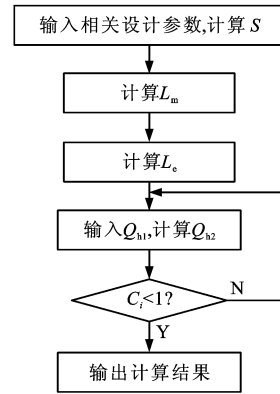 输入相关设计参数,计算 S
计算Lm
计算Le
输入Qh1,计算Qh2
Ci<1?
N
Y
输出计算结果